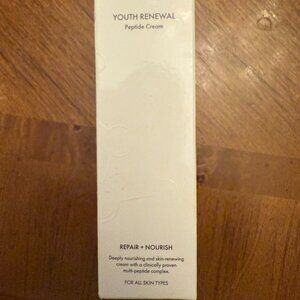 YOUTH RENEWAL
Peptide Cream
REPAIR + NOURISH
Deeply nourishing and skin-renewing
cream with a clinically proven
multi-peptide complex.
FOR ALL SKIN TYPES